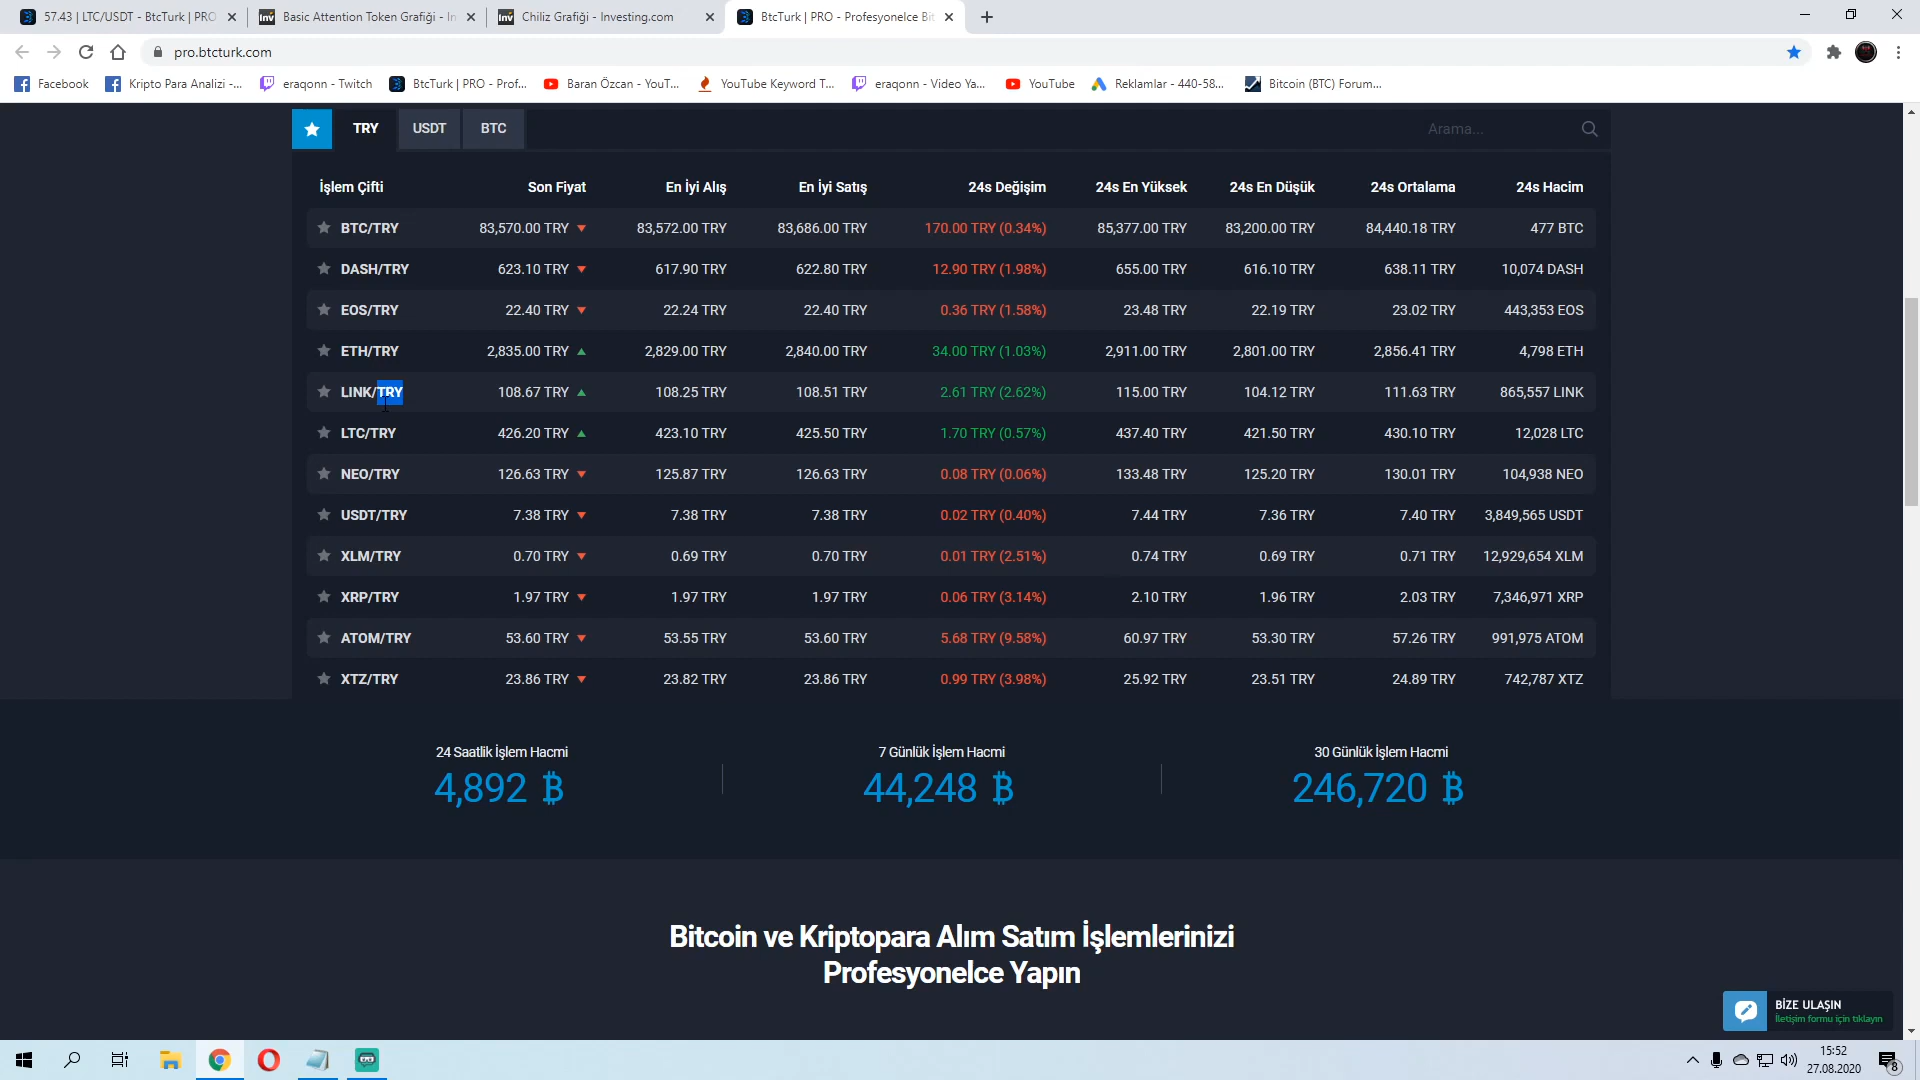 57.43 | LTC/USDT - BtcTurk | PRO
Basic Attention Token Grafiği - In
Chiliz Grafiği - Investing.com
BtcTurk | PRO - Profesyonelce Bit
pro.btcturk.com
Facebook
Kripto Para Analizi -...
eraqonn - Twitch
BtcTurk | PRO - Prof...
Baran Özcan - YouT...
YouTube Keyword T...
eraqonn - Video Ya...
YouTube
Reklamlar - 440-58...
Bitcoin (BTC) Forum...
TRY USDT BTC Arama...
İşlem Çifti Son Fiyat En İyi Alış En İyi Satış 24s Değişim 24s En Yüksek 24s En Düşük 24s Ortalama 24s Hacim
BTC/TRY 83,570.00 TRY 83,572.00 TRY 83,686.00 TRY 170.00 TRY (0.34%) 85,377.00 TRY 83,200.00 TRY 84,440.18 TRY 477 BTC
DASH/TRY 623.10 TRY 617.90 TRY 622.80 TRY 12.90 TRY (1.98%) 655.00 TRY 616.10 TRY 638.11 TRY 10,074 DASH
EOS/TRY 22.40 TRY 22.24 TRY 22.40 TRY 0.36 TRY (1.58%) 23.48 TRY 22.19 TRY 23.02 TRY 443,353 EOS
ETH/TRY 2,835.00 TRY 2,829.00 TRY 2,840.00 TRY 34.00 TRY (1.03%) 2,911.00 TRY 2,801.00 TRY 2,856.41 TRY 4,798 ETH
LINK/TRY 108.67 TRY 108.25 TRY 108.51 TRY 2.61 TRY (2.62%) 115.00 TRY 104.12 TRY 111.63 TRY 865,557 LINK
LTC/TRY 426.20 TRY 423.10 TRY 425.50 TRY 1.70 TRY (0.57%) 437.40 TRY 421.50 TRY 430.10 TRY 12,028 LTC
NEO/TRY 126.63 TRY 125.87 TRY 126.63 TRY 0.08 TRY (0.06%) 133.48 TRY 125.20 TRY 130.01 TRY 104,938 NEO
USDT/TRY 7.38 TRY 7.38 TRY 7.38 TRY 0.02 TRY (0.40%) 7.44 TRY 7.36 TRY 7.40 TRY 3,849,565 USDT
XLM/TRY 0.70 TRY 0.69 TRY 0.70 TRY 0.01 TRY (2.51%) 0.74 TRY 0.69 TRY 0.71 TRY 12,929,654 XLM
XRP/TRY 1.97 TRY 1.97 TRY 1.97 TRY 0.06 TRY (3.14%) 2.10 TRY 1.96 TRY 2.03 TRY 7,346,971 XRP
ATOM/TRY 53.60 TRY 53.55 TRY 53.60 TRY 5.68 TRY (9.58%) 60.97 TRY 53.30 TRY 57.26 TRY 991,975 ATOM
XTZ/TRY 23.86 TRY 23.82 TRY 23.86 TRY 0.99 TRY (3.98%) 25.92 TRY 23.51 TRY 24.89 TRY 742,787 XTZ
24 Saatlik İşlem Hacmi 7 Günlük İşlem Hacmi 30 Günlük İşlem Hacmi
4,892 ₿ 44,248 ₿ 246,720 ₿
Bitcoin ve Kriptopara Alım Satım İşlemlerinizi
Profesyonelce Yapın
BİZE ULAŞIN
İletişim formu için tıklayın
15:52
27.08.2020
8